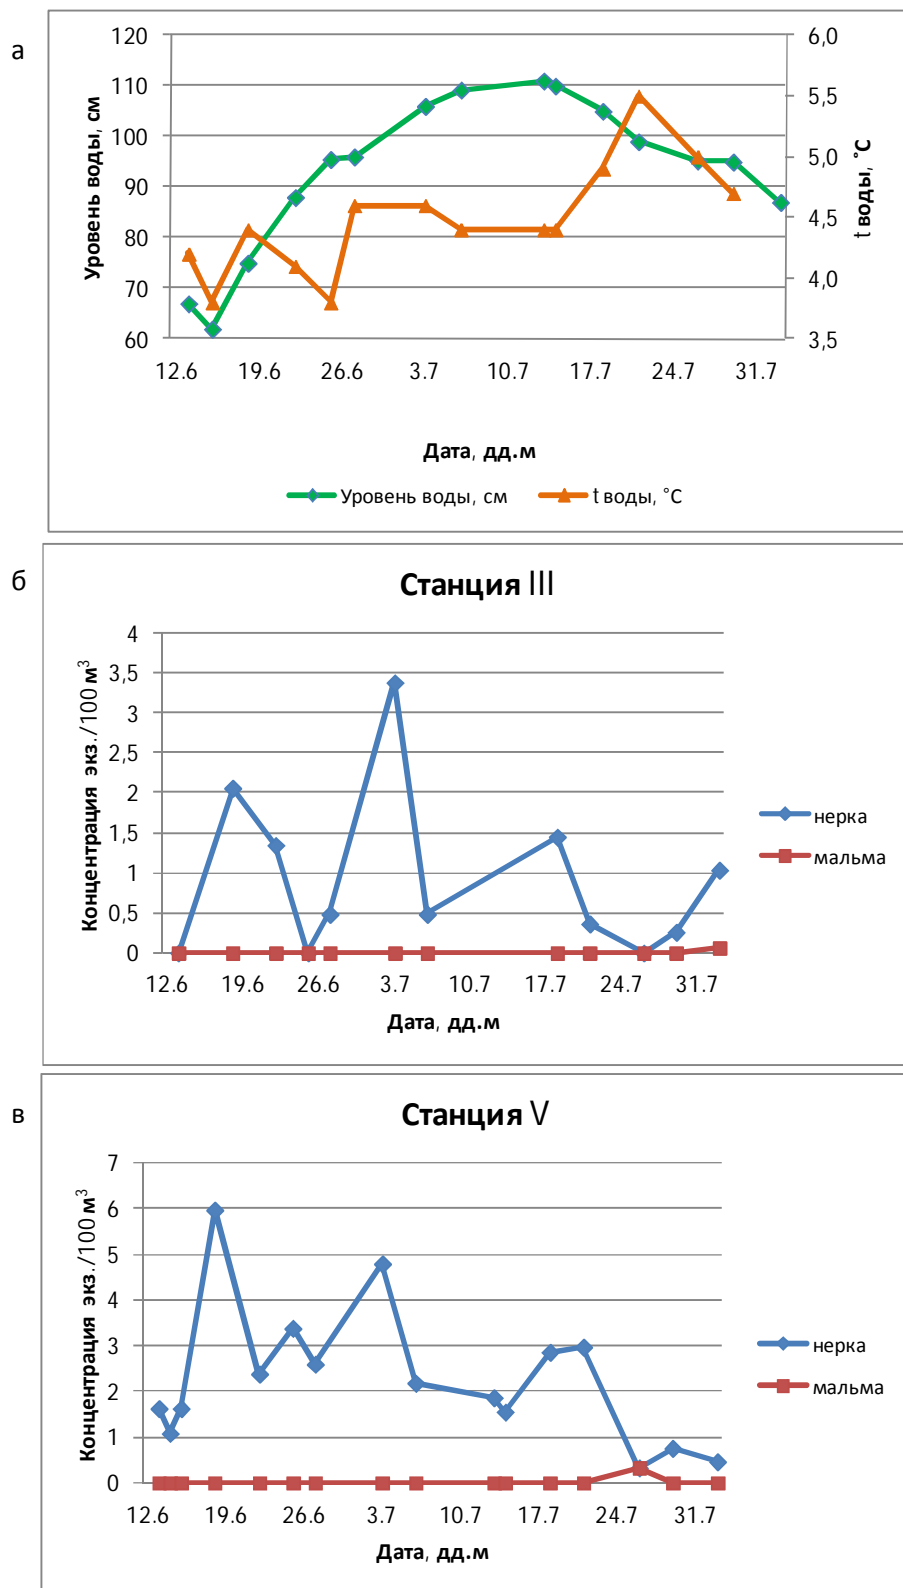 а
120
110
100
90
80
70
60
Уровень воды, см
6,0
5,5
5,0
4,5
4,0
3,5
t воды, °C
12.6 19.6 26.6 3.7 10.7 17.7 24.7 31.7
Дата, дд.м
Уровень воды, см t воды, °C
б
Станция III
4
3,5
3
2,5
2
1,5
1
0,5
0
Концентрация экз./100 м³
12.6 19.6 26.6 3.7 10.7 17.7 24.7 31.7
Дата, дд.м
нерка
мальма
в
Станция V
7
6
5
4
3
2
1
0
Концентрация экз./100 м³
12.6 19.6 26.6 3.7 10.7 17.7 24.7 31.7
Дата, дд.м
нерка
мальма